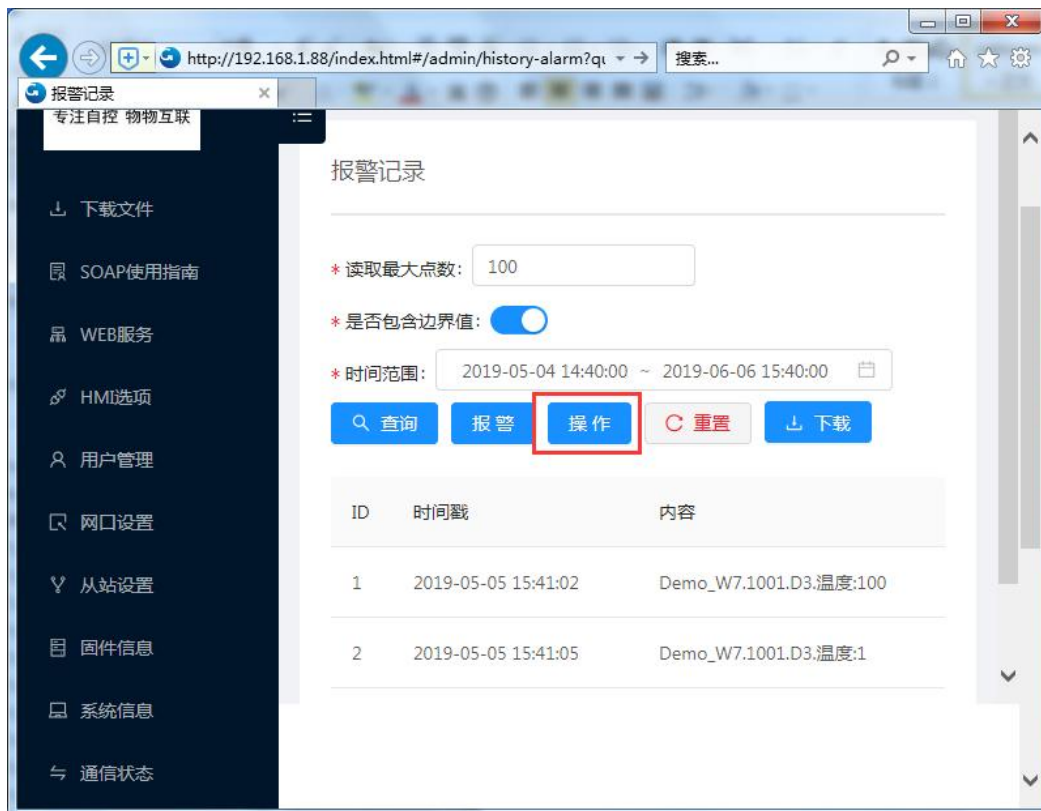 http://192.168.1.88/index.html#/admin/history-alarm?qu
搜索...
报警记录
专注自控 物物互联
下载文件
SOAP使用指南
WEB服务
HMI选项
用户管理
网口设置
从站设置
固件信息
系统信息
通信状态
报警记录
* 读取最大点数: 100
* 是否包含边界值:
* 时间范围: 2019-05-04 14:40:00 ~ 2019-06-06 15:40:00
查询 报警 操作 重置 下载
ID 时间戳 内容
1 2019-05-05 15:41:02 Demo_W7.1001.D3.温度:100
2 2019-05-05 15:41:05 Demo_W7.1001.D3.温度:1